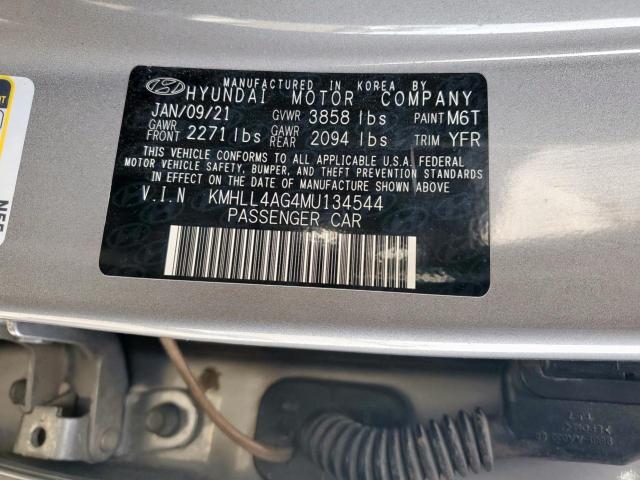 MANUFACTURED IN KOREA BY
HYUNDAI MOTOR COMPANY
JAN/09/21 GVWR 3858 lbs PAINT M6T
GAWR FRONT 2271 lbs GAWR REAR 2094 lbs TRIM YFR
THIS VEHICLE CONFORMS TO ALL APPLICABLE U.S.A. FEDERAL
MOTOR VEHICLE SAFETY, BUMPER, AND THEFT PREVENTION STANDARDS
IN EFFECT ON THE DATE OF MANUFACTURE SHOWN ABOVE.
V.I.N KMHLL4AG4MU134544
PASSENGER CAR